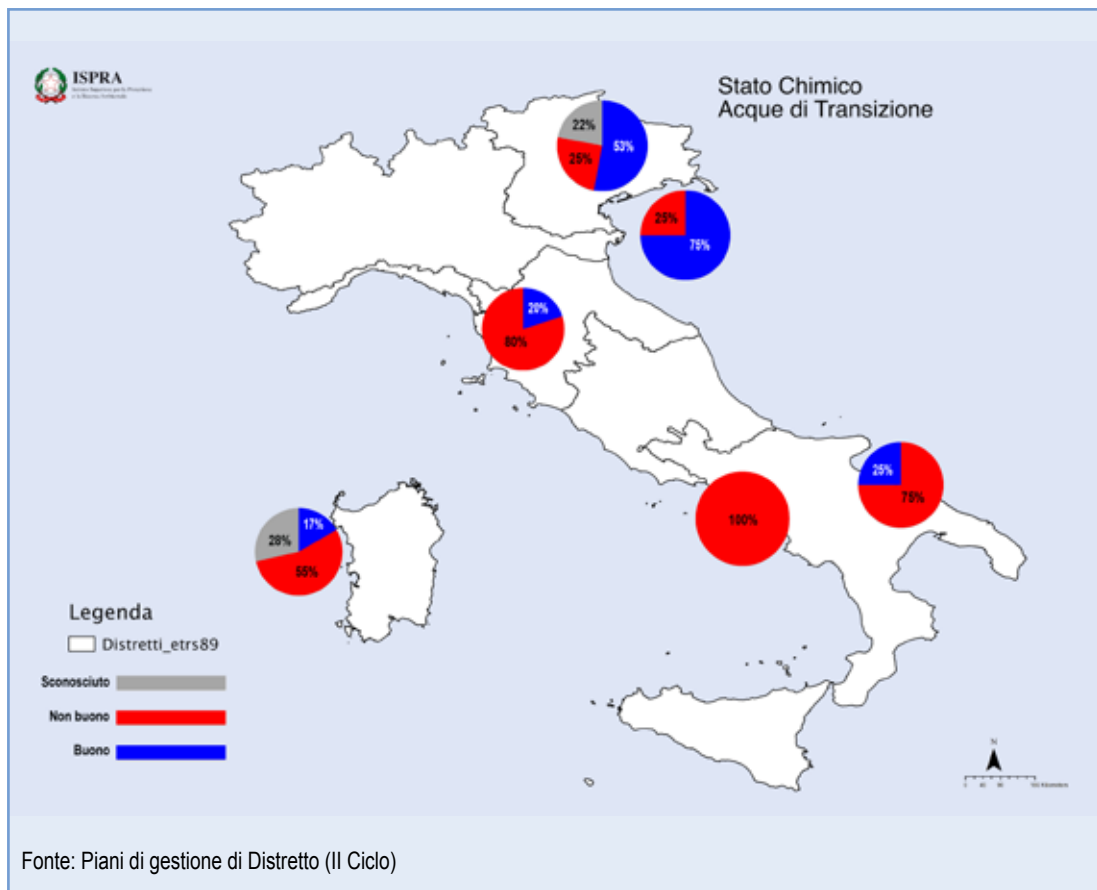 ISPRA
Stato Chimico
Acque di Transizione
22%
53%
25%
25%
75%
20%
80%
25%
75%
100%
17%
28%
55%
Legenda
Distretti_etrs89
Sconosciuto
Non buono
Buono
N
Fonte: Piani di gestione di Distretto (II Ciclo)